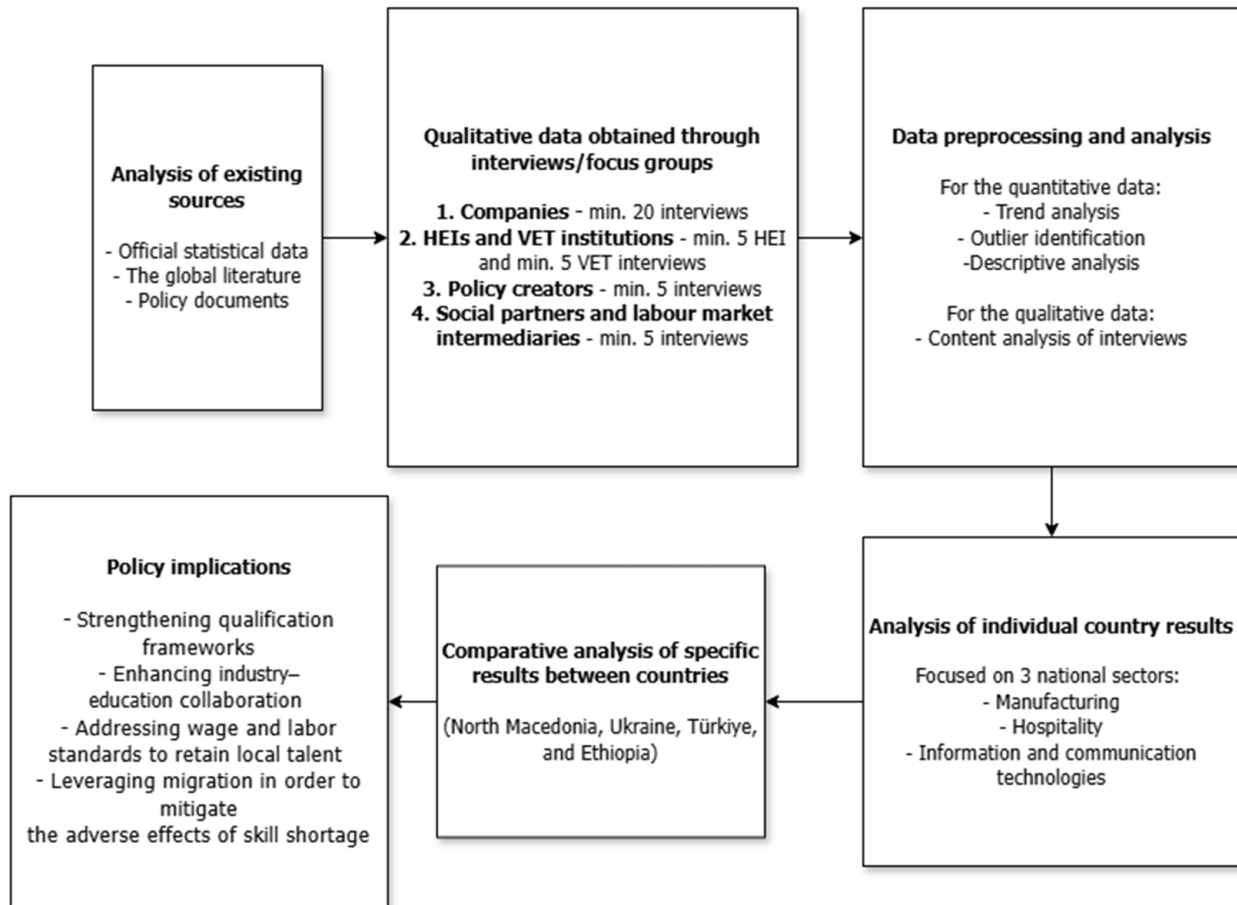 Analysis of existing
sources
- Official statistical data
- The global literature
- Policy documents
Qualitative data obtained through
interviews/focus groups
1. Companies - min. 20 interviews
2. HEIs and VET institutions - min. 5 HEI
and min. 5 VET interviews
3. Policy creators - min. 5 interviews
4. Social partners and labour market
intermediaries - min. 5 interviews
Data preprocessing and analysis
For the quantitative data:
- Trend analysis
- Outlier identification
-Descriptive analysis
For the qualitative data:
- Content analysis of interviews
Analysis of individual country results
Focused on 3 national sectors:
- Manufacturing
- Hospitality
- Information and communication
technologies
Comparative analysis of specific
results between countries
(North Macedonia, Ukraine, Türkiye,
and Ethiopia)
Policy implications
- Strengthening qualification
frameworks
- Enhancing industry–
education collaboration
- Addressing wage and labor
standards to retain local talent
- Leveraging migration in order to
mitigate
the adverse effects of skill shortage